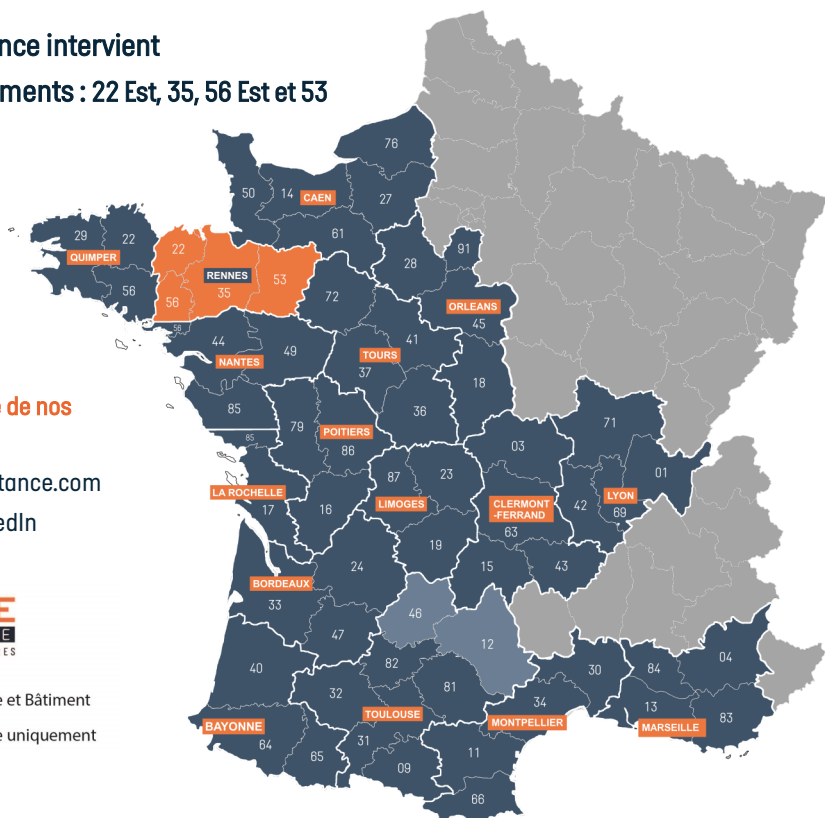 nce intervient
ments : 22 Est, 35, 56 Est et 53
76
50
14
CAEN
27
61
29
22
QUIMPER
56
22
RENNES
53
56
35
28
91
72
ORLEANS
45
56
44
NANTES
49
41
TOURS
37
18
36
85
85
79
POITIERS
86
e de nos
tance.com
edIn
LA ROCHELLE
17
16
87
23
LIMOGES
19
03
CLERMONT
-FERRAND
63
71
01
42
LYON
69
15
43
BORDEAUX
33
24
47
46
12
E
E
ES
e et Bâtiment
e uniquement
40
32
82
81
TOULOUSE
BAYONNE
64
65
31
09
30
34
MONTPELLIER
11
66
84
04
13
MARSEILLE
83